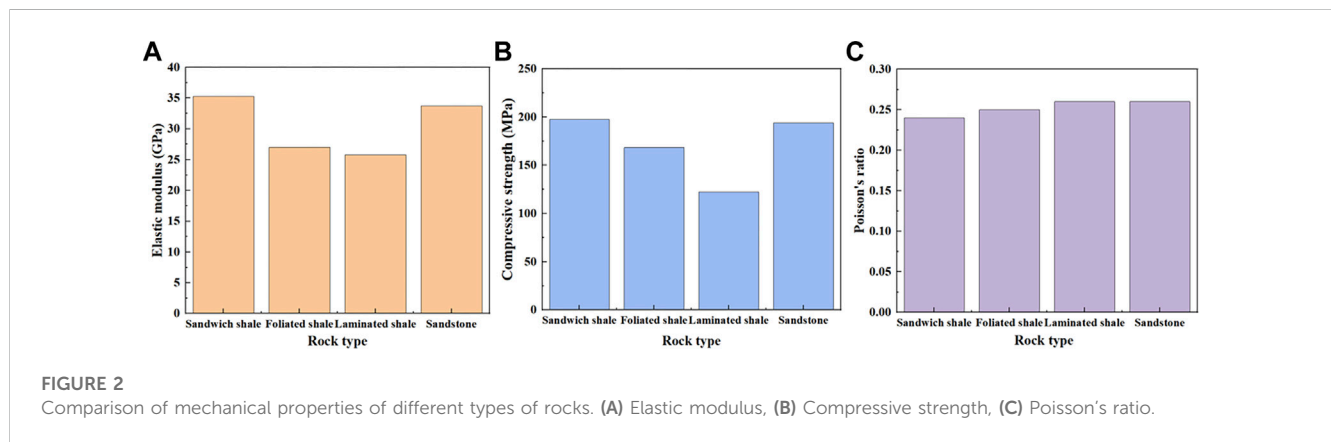 A
40
35
30
25
20
15
10
5
0
Elastic modulus (GPa)
Sandwich shale Foliated shale Laminated shale Sandstone
Rock type
B
250
200
150
100
50
0
Compressive strength (MPa)
Sandwich shale Foliated shale Laminated shale Sandstone
Rock type
C
0.30
0.25
0.20
0.15
0.10
0.05
0.00
Poisson's ratio
Sandwich shale Foliated shale Laminated shale Sandstone
Rock type
FIGURE 2
Comparison of mechanical properties of different types of rocks. (A) Elastic modulus, (B) Compressive strength, (C) Poisson’s ratio.